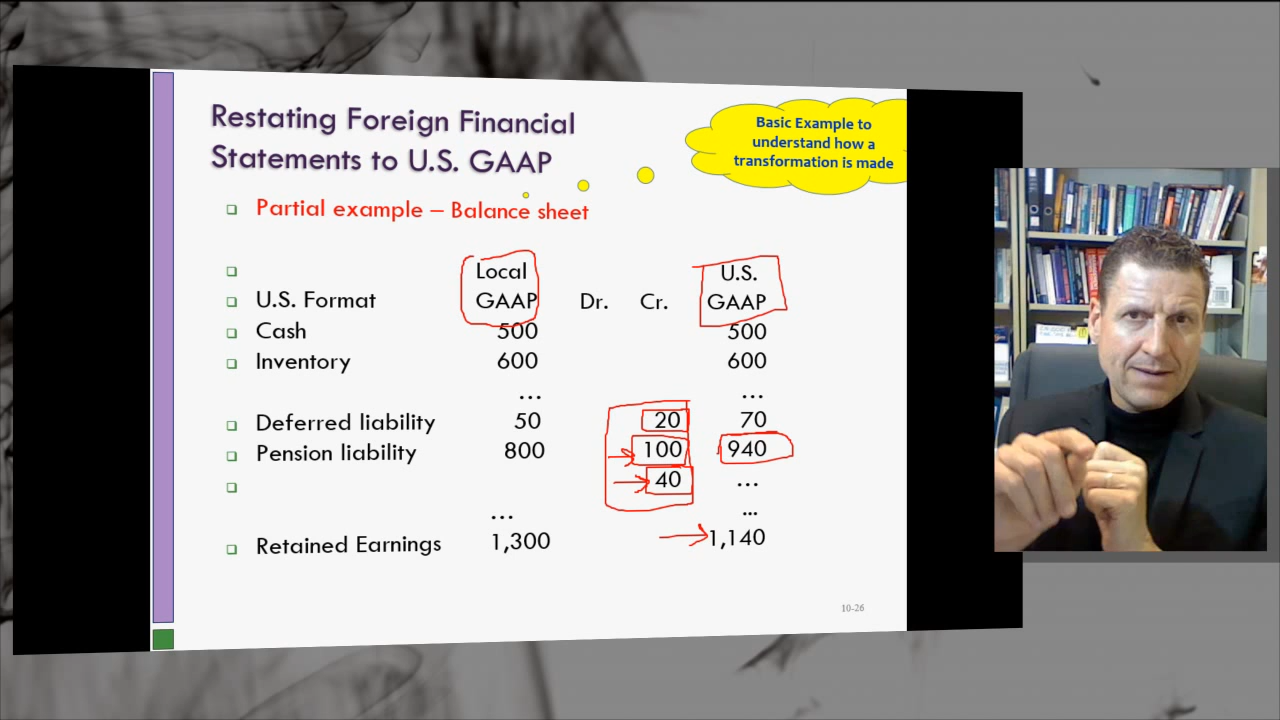 Restating Foreign Financial
Statements to U.S. GAAP
Basic Example to
understand how a
transformation is made
Partial example – Balance sheet
Local U.S.
U.S. Format GAAP Dr. Cr. GAAP
Cash 500 500
Inventory 600 600
... ...
Deferred liability 50 20 70
Pension liability 800 100 940
40 ...
... ...
Retained Earnings 1,300 1,140
10-26